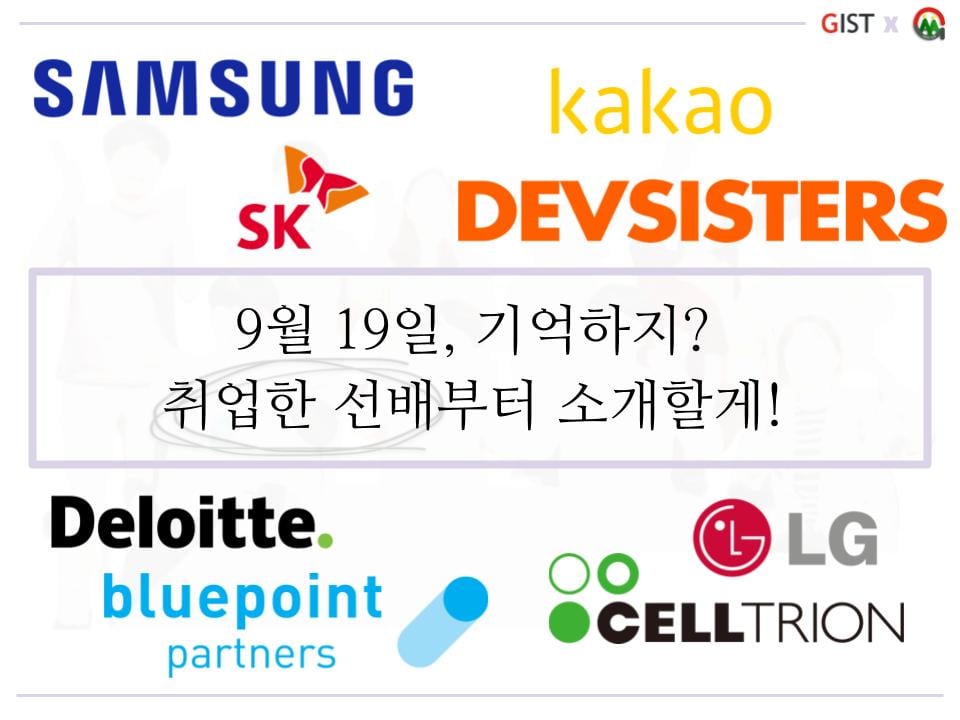 GIST x
SAMSUNG
kakao
SK
DEVSISTERS
9월 19일, 기억하지?
취업한 선배부터 소개할게!
Deloitte.
LG
bluepoint
partners
CELLTRION